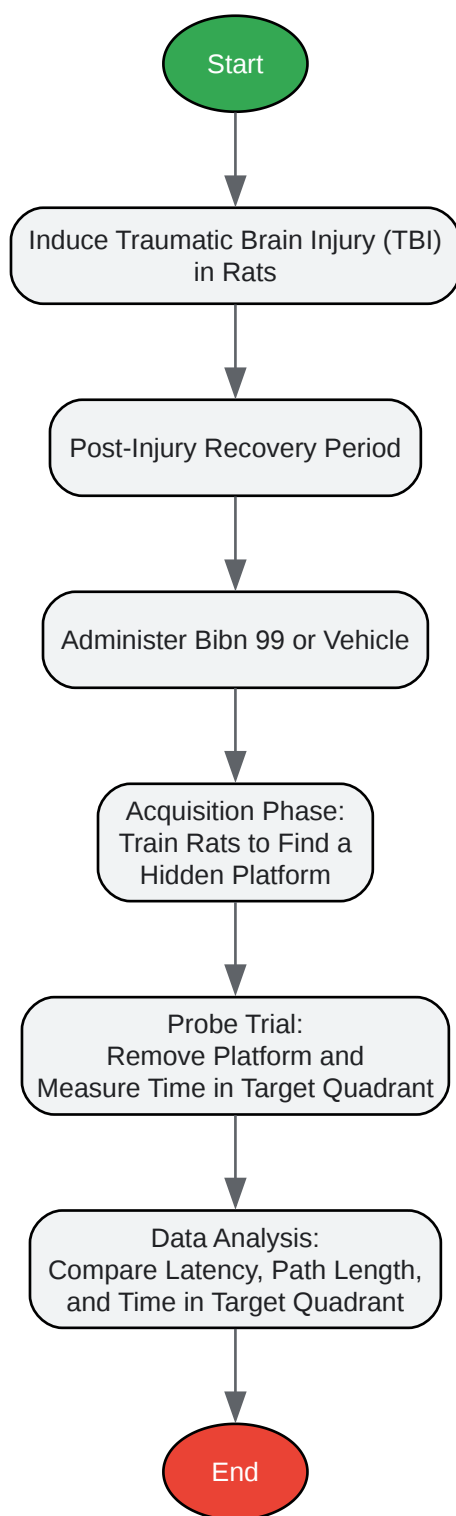 Start
Induce Traumatic Brain Injury (TBI)
in Rats
Post-Injury Recovery Period
Administer Bibn 99 or Vehicle
Acquisition Phase:
Train Rats to Find a
Hidden Platform
Probe Trial:
Remove Platform and
Measure Time in Target Quadrant
Data Analysis:
Compare Latency, Path Length,
and Time in Target Quadrant
End